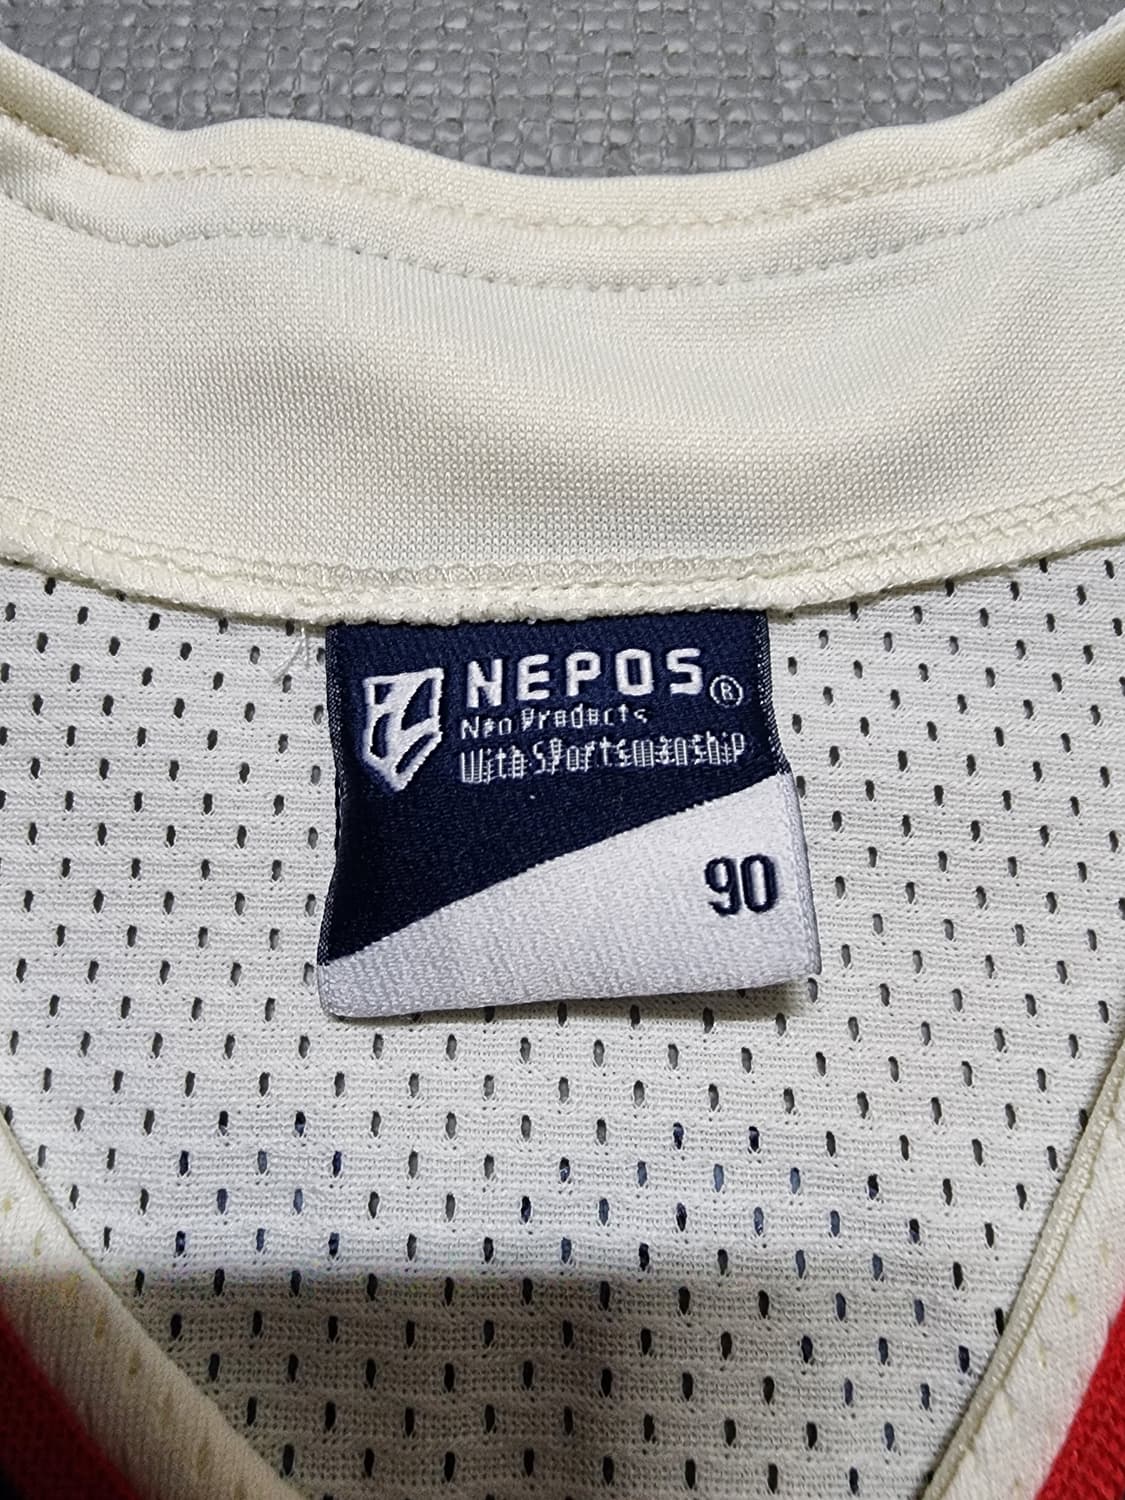 NEPOS®
Neo Products
With Sportsmanship
90